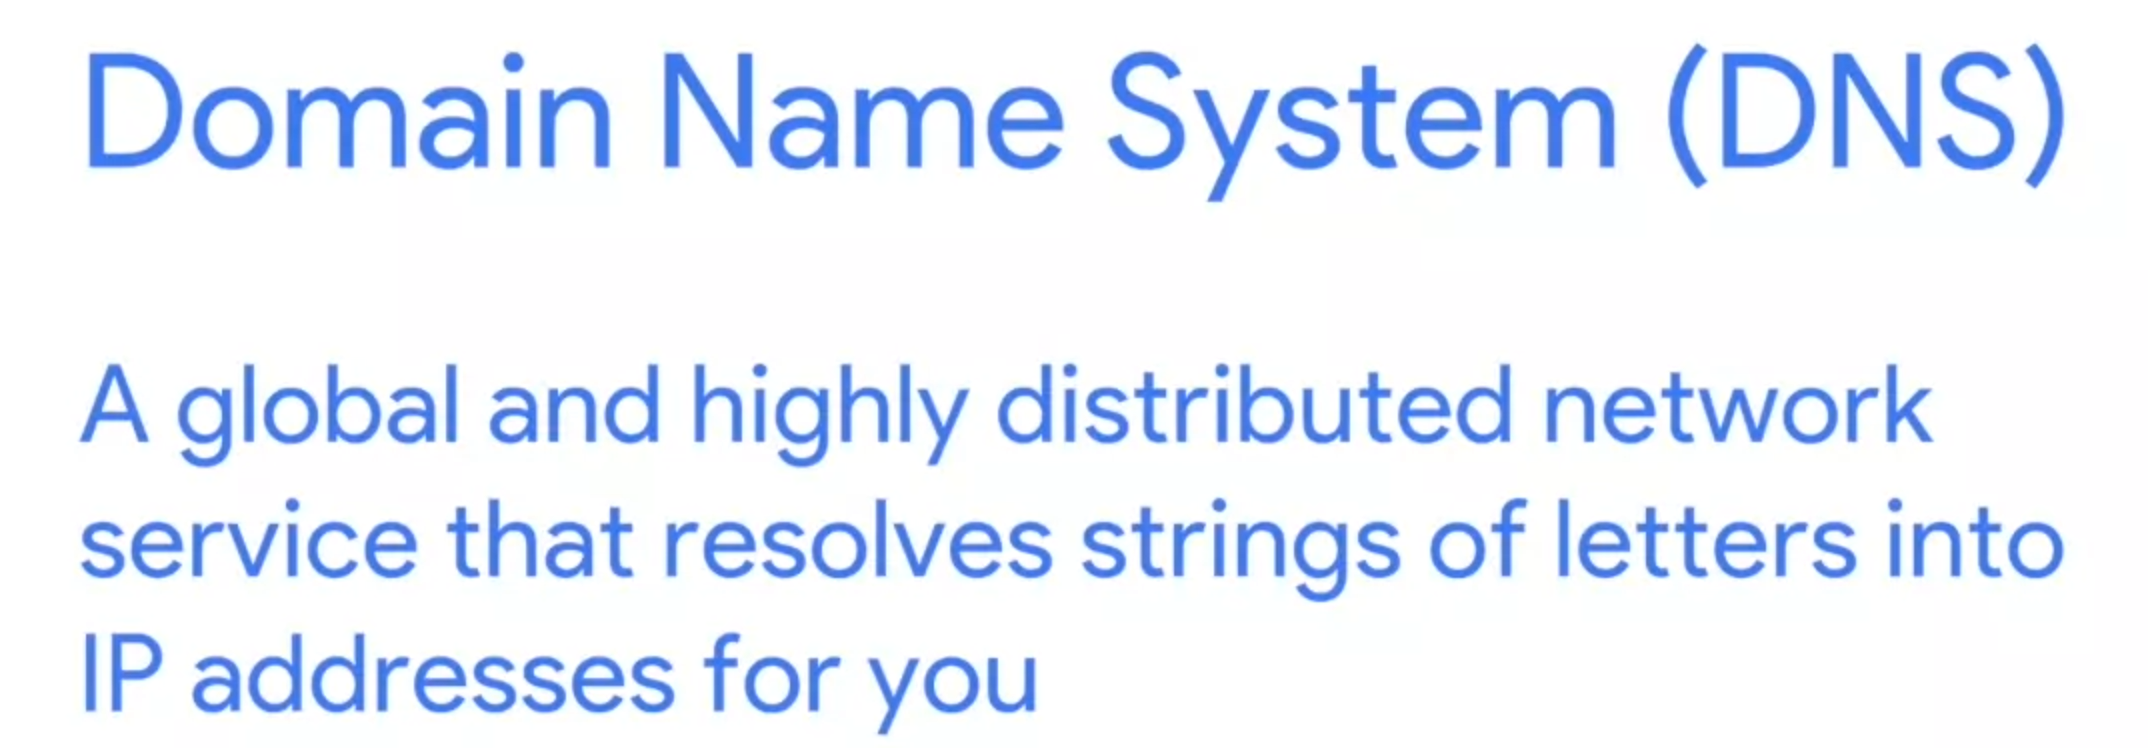 Domain Name System (DNS)
A global and highly distributed network
service that resolves strings of letters into
IP addresses for you